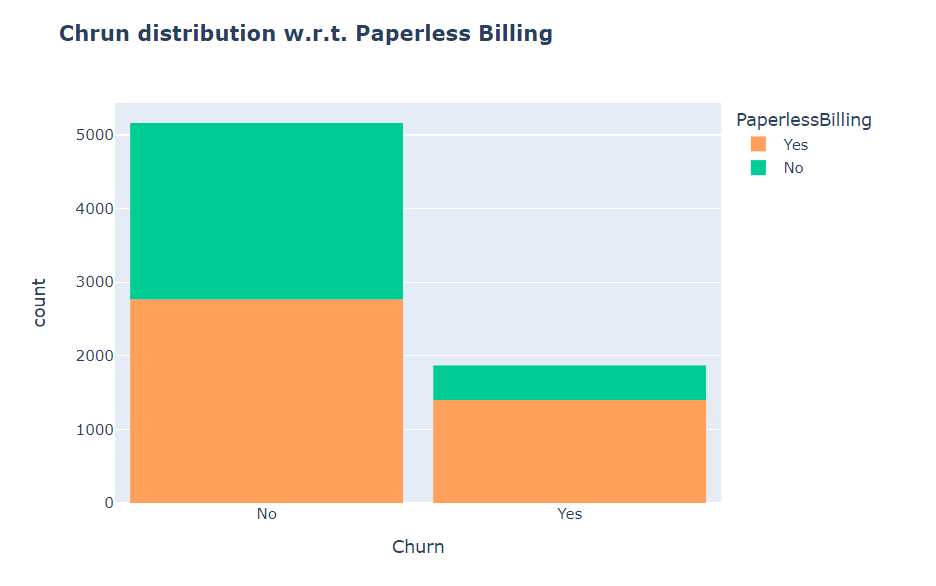 Chrun distribution w.r.t. Paperless Billing
PaperlessBilling
Yes
No
5000
4000
3000
2000
1000
0
count
No
Yes
Churn